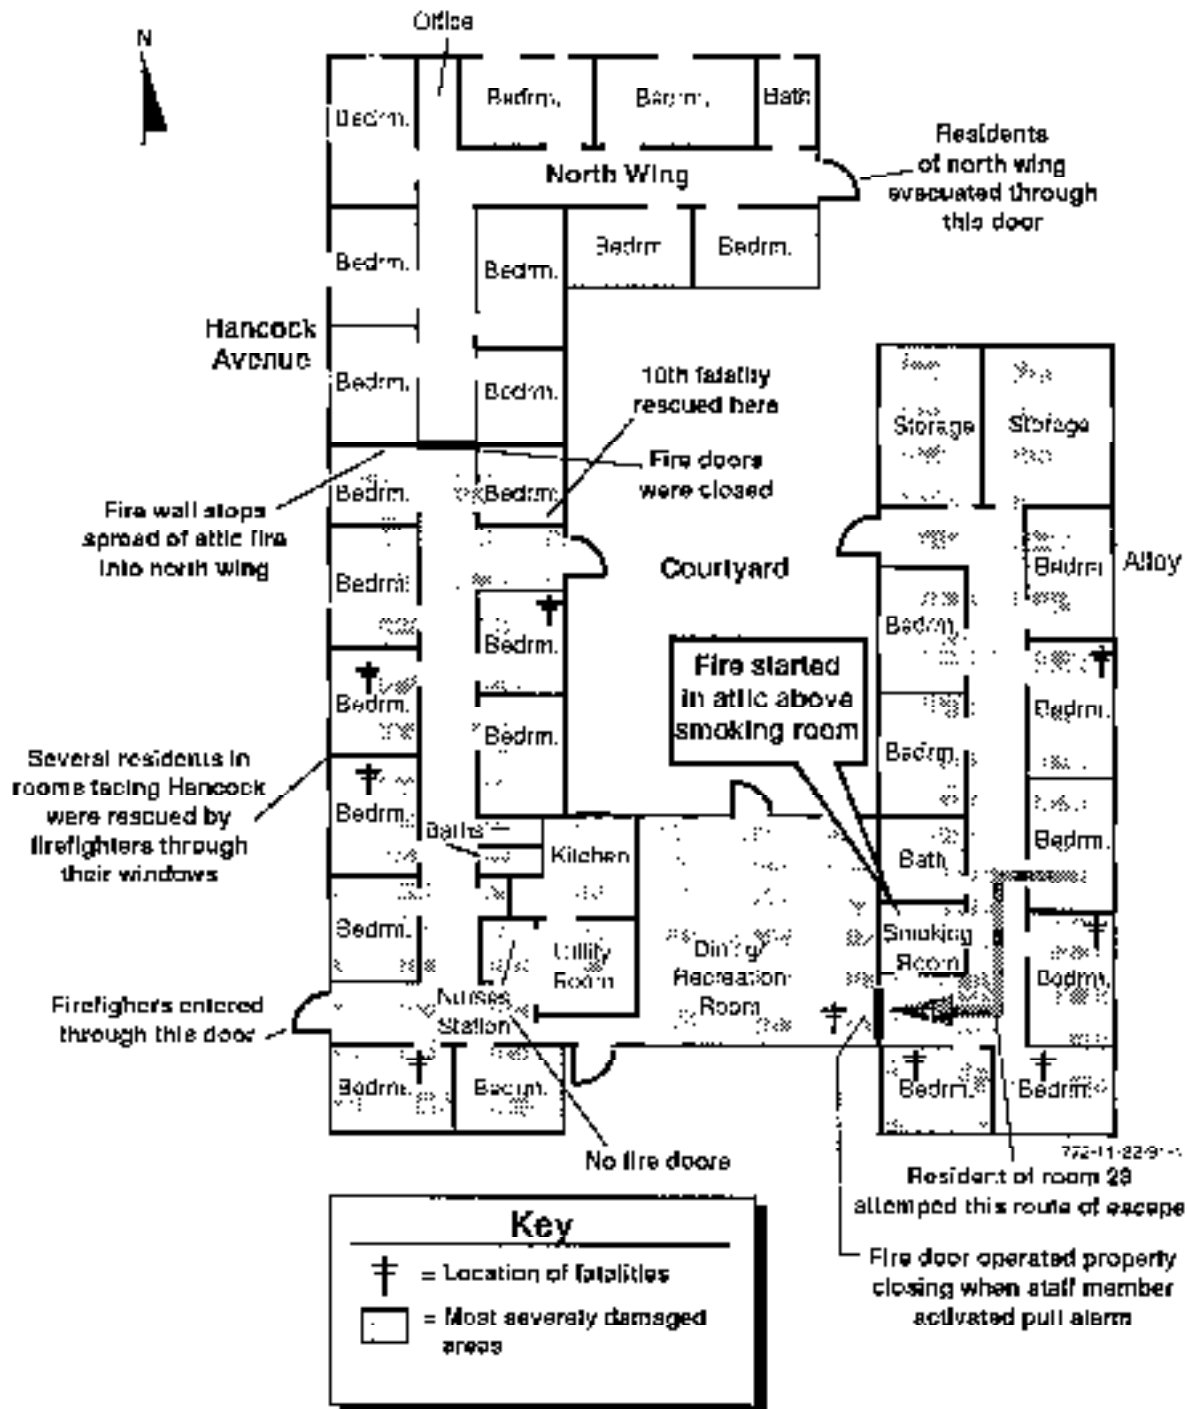 Office
N
Bedrm.
Bedrm.
Bedrm.
Bath
North Wing
Residents
of north wing
evacuated through
this door
Bedrm.
Bedrm.
Bedrm
Bedrm.
Hancock
Avenue
Bedrm.
Bedrm.
10th fatality
rescued here
Storage
Storage
Fire doors
were closed
Bedrm.
Bedrm.
Fire wall stops
spread of attic fire
into north wing
Courtyard
Bedrm.
Bedrm.
Bedrm.
Bedrm.
Fire started
in attic above
smoking room
Bedrm.
Bedrm.
Bedrm.
Bedrm.
Several residents in
rooms facing Hancock
were rescued by
firefighters through
their windows
Bedrm.
Baths
Kitchen
Bath
Bedrm.
Bedrm.
Utility
Room
Dining/
Recreation
Room
Smoking
Room
Bedrm.
Firefighers entered
through this door
Nurses
Station
Bedrm.
Bedrm.
Bedrm.
Bedrm.
No fire doors
Resident of room 23
attemped this route of escape
Fire door operated property
closing when staff member
activated pull alarm
Key
= Location of fatalities
= Most severely damaged
areas